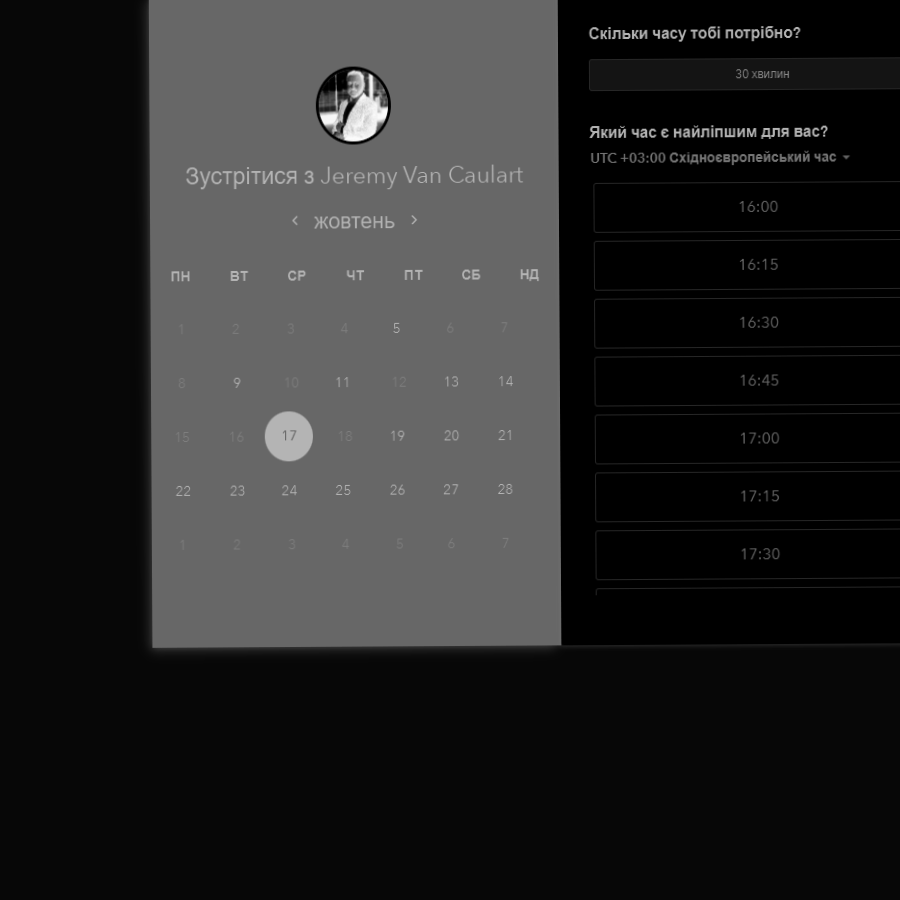 Зустрітися з Jeremy Van Caulart
жовтень
ПН ВТ СР ЧТ ПТ СБ НД
1 2 3 4 5 6 7
8 9 10 11 12 13 14
15 16 17 18 19 20 21
22 23 24 25 26 27 28
1 2 3 4 5 6 7
Скільки часу тобі потрібно?
30 хвилин
Який час є найліпшим для вас?
UTC +03:00 Східноєвропейський час
16:00
16:15
16:30
16:45
17:00
17:15
17:30